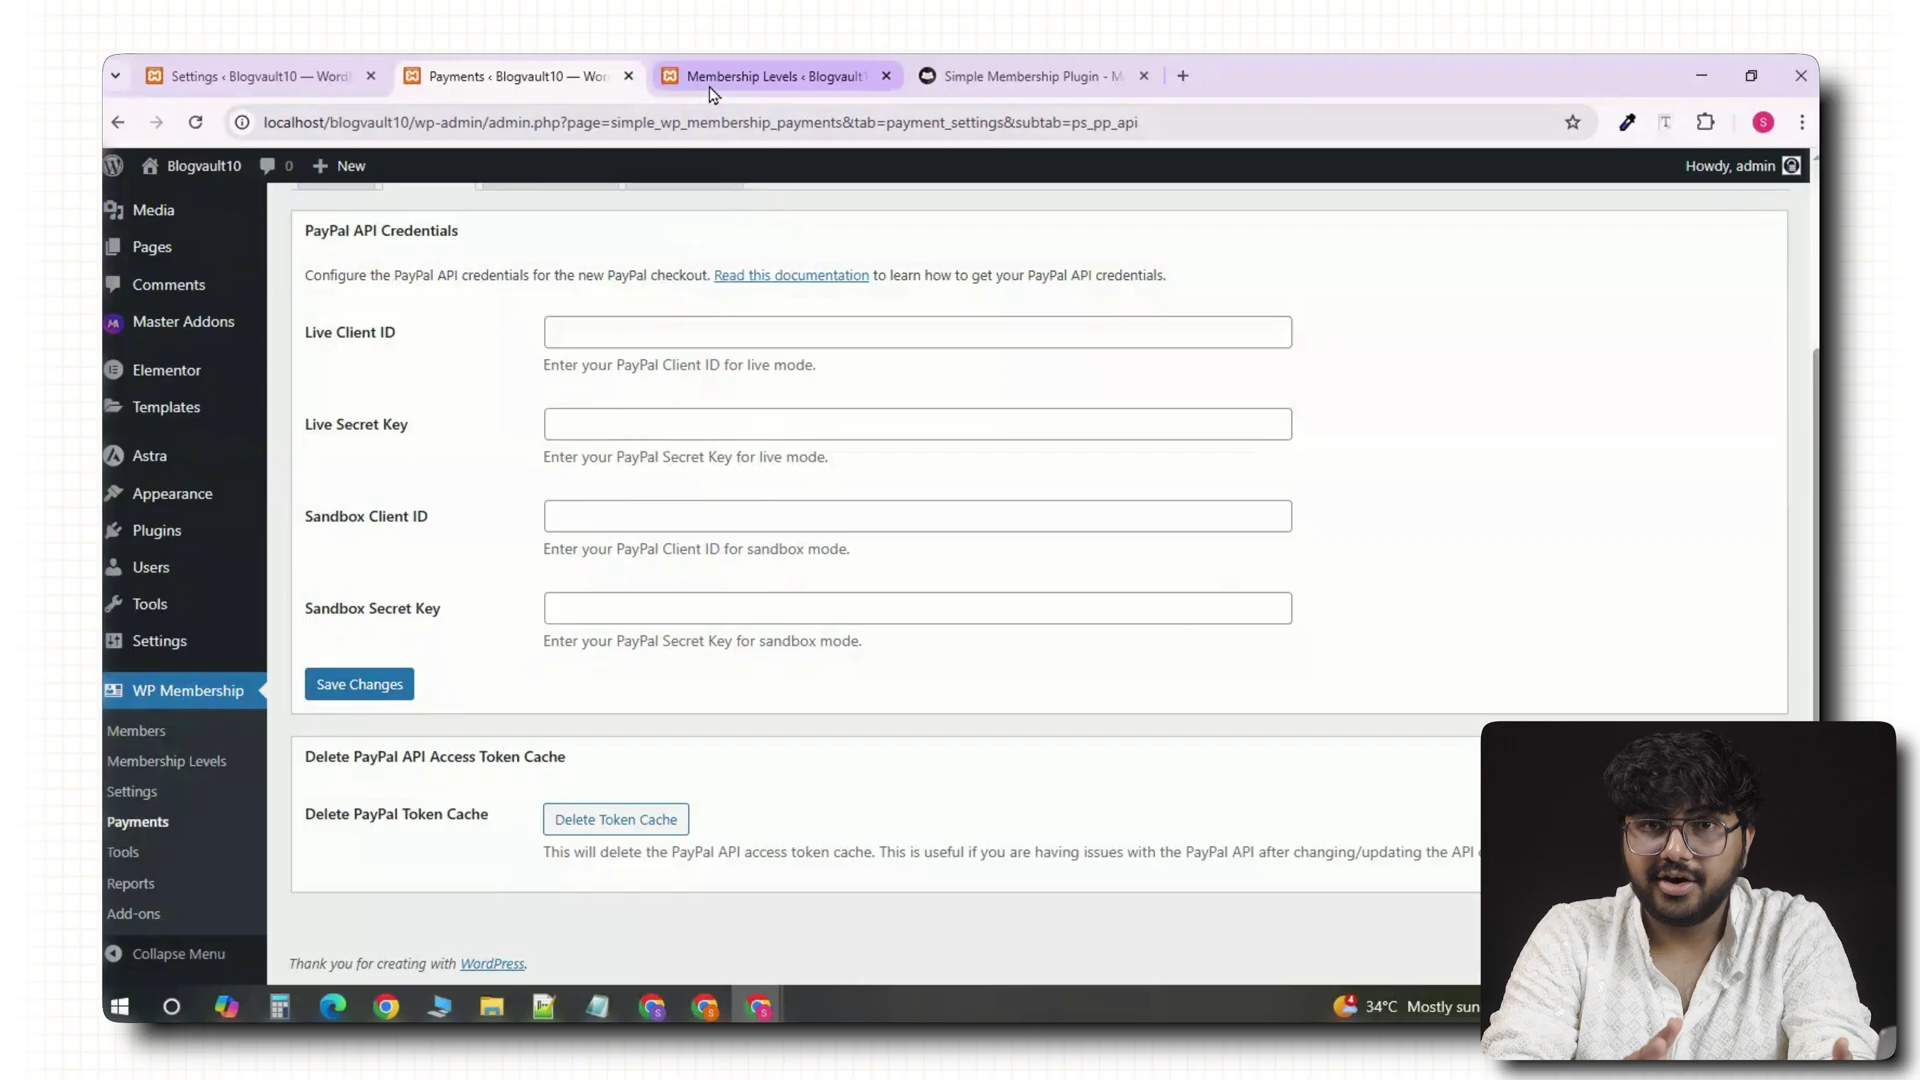 Settings ‹ Blogvault10 — Word
Payments ‹ Blogvault10 — Wor
Membership Levels ‹ Blogvault
Simple Membership Plugin - M
localhost/blogvault10/wp-admin/admin.php?page=simple_wp_membership_payments&tab=payment_settings&subtab=ps_pp_api
S
Blogvault10
0
New
Howdy, admin
Media
Pages
Comments
Master Addons
Elementor
Templates
Astra
Appearance
Plugins
Users
Tools
Settings
WP Membership
Members
Membership Levels
Settings
Payments
Tools
Reports
Add-ons
Collapse Menu
PayPal API Credentials
Configure the PayPal API credentials for the new PayPal checkout. Read this documentation to learn how to get your PayPal API credentials.
Live Client ID
Enter your PayPal Client ID for live mode.
Live Secret Key
Enter your PayPal Secret Key for live mode.
Sandbox Client ID
Enter your PayPal Client ID for sandbox mode.
Sandbox Secret Key
Enter your PayPal Secret Key for sandbox mode.
Save Changes
Delete PayPal API Access Token Cache
Delete PayPal Token Cache
Delete Token Cache
This will delete the PayPal API access token cache. This is useful if you are having issues with the PayPal API after changing/updating the API
Thank you for creating with WordPress.
34°C Mostly sun